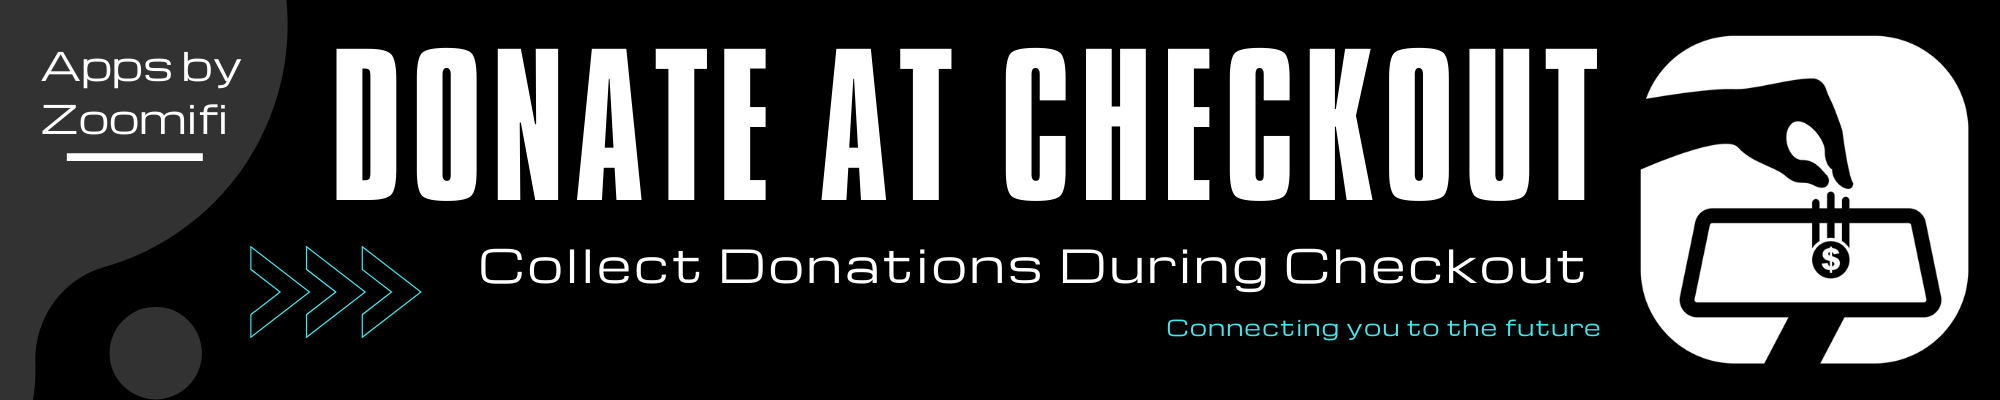 Apps by
Zoomifi
DONATE AT CHECKOUT
Collect Donations During Checkout
Connecting you to the future
$